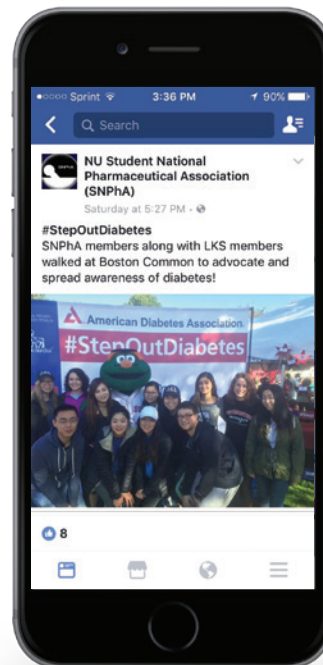 Sprint 3:36 PM 90%
Search
SNPhA
NU Student National
Pharmaceutical Association
(SNPhA)
Saturday at 5:27 PM
#StepOutDiabetes
SNPhA members along with LKS members
walked at Boston Common to advocate and
spread awareness of diabetes!
American Diabetes Association
#StepOutDiabetes
8